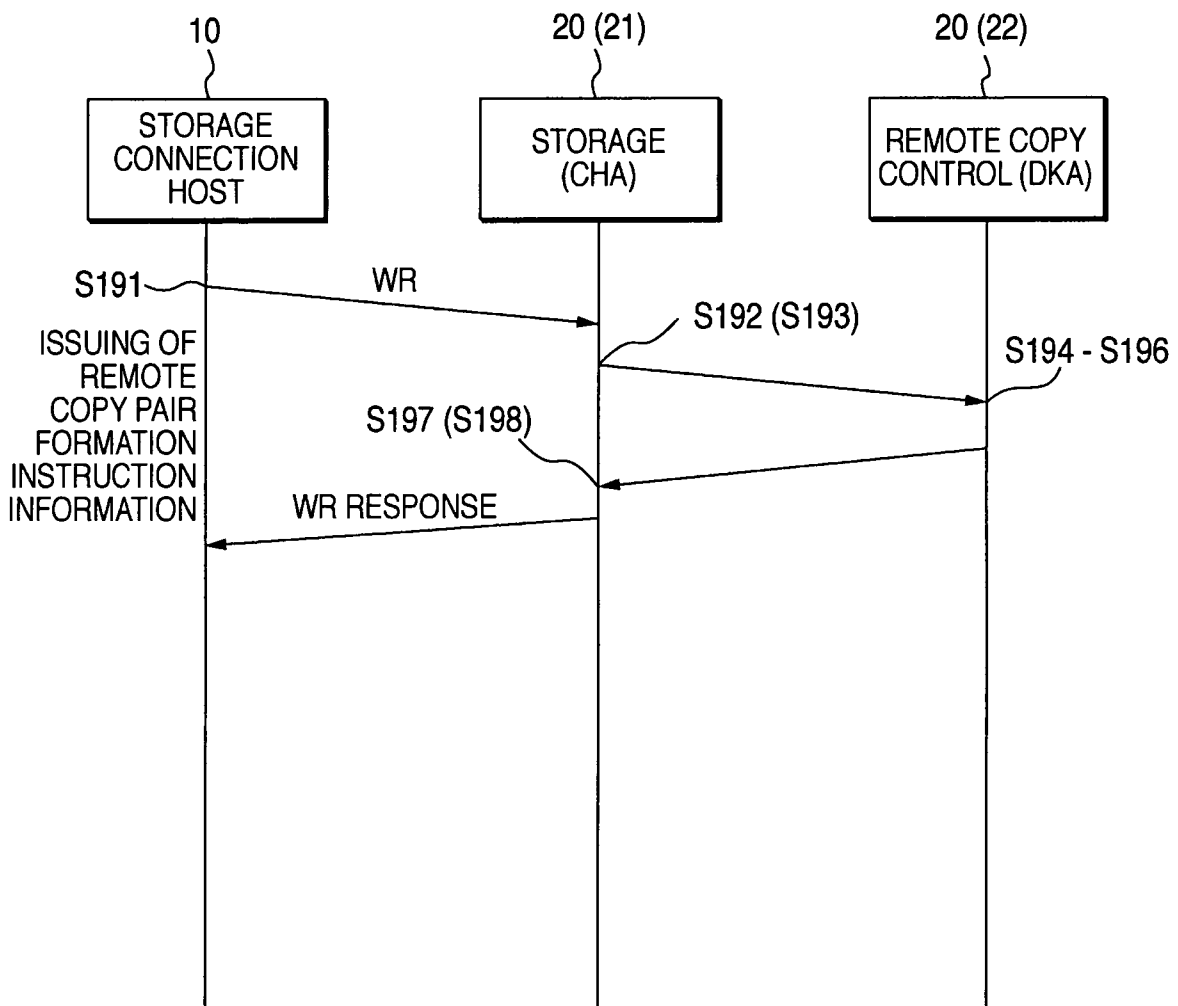 10
20 (21)
20 (22)
STORAGE
CONNECTION
HOST
STORAGE
(CHA)
REMOTE COPY
CONTROL (DKA)
S191
WR
S192 (S193)
S194 - S196
ISSUING OF
REMOTE
COPY PAIR
FORMATION
INSTRUCTION
INFORMATION
S197 (S198)
WR RESPONSE